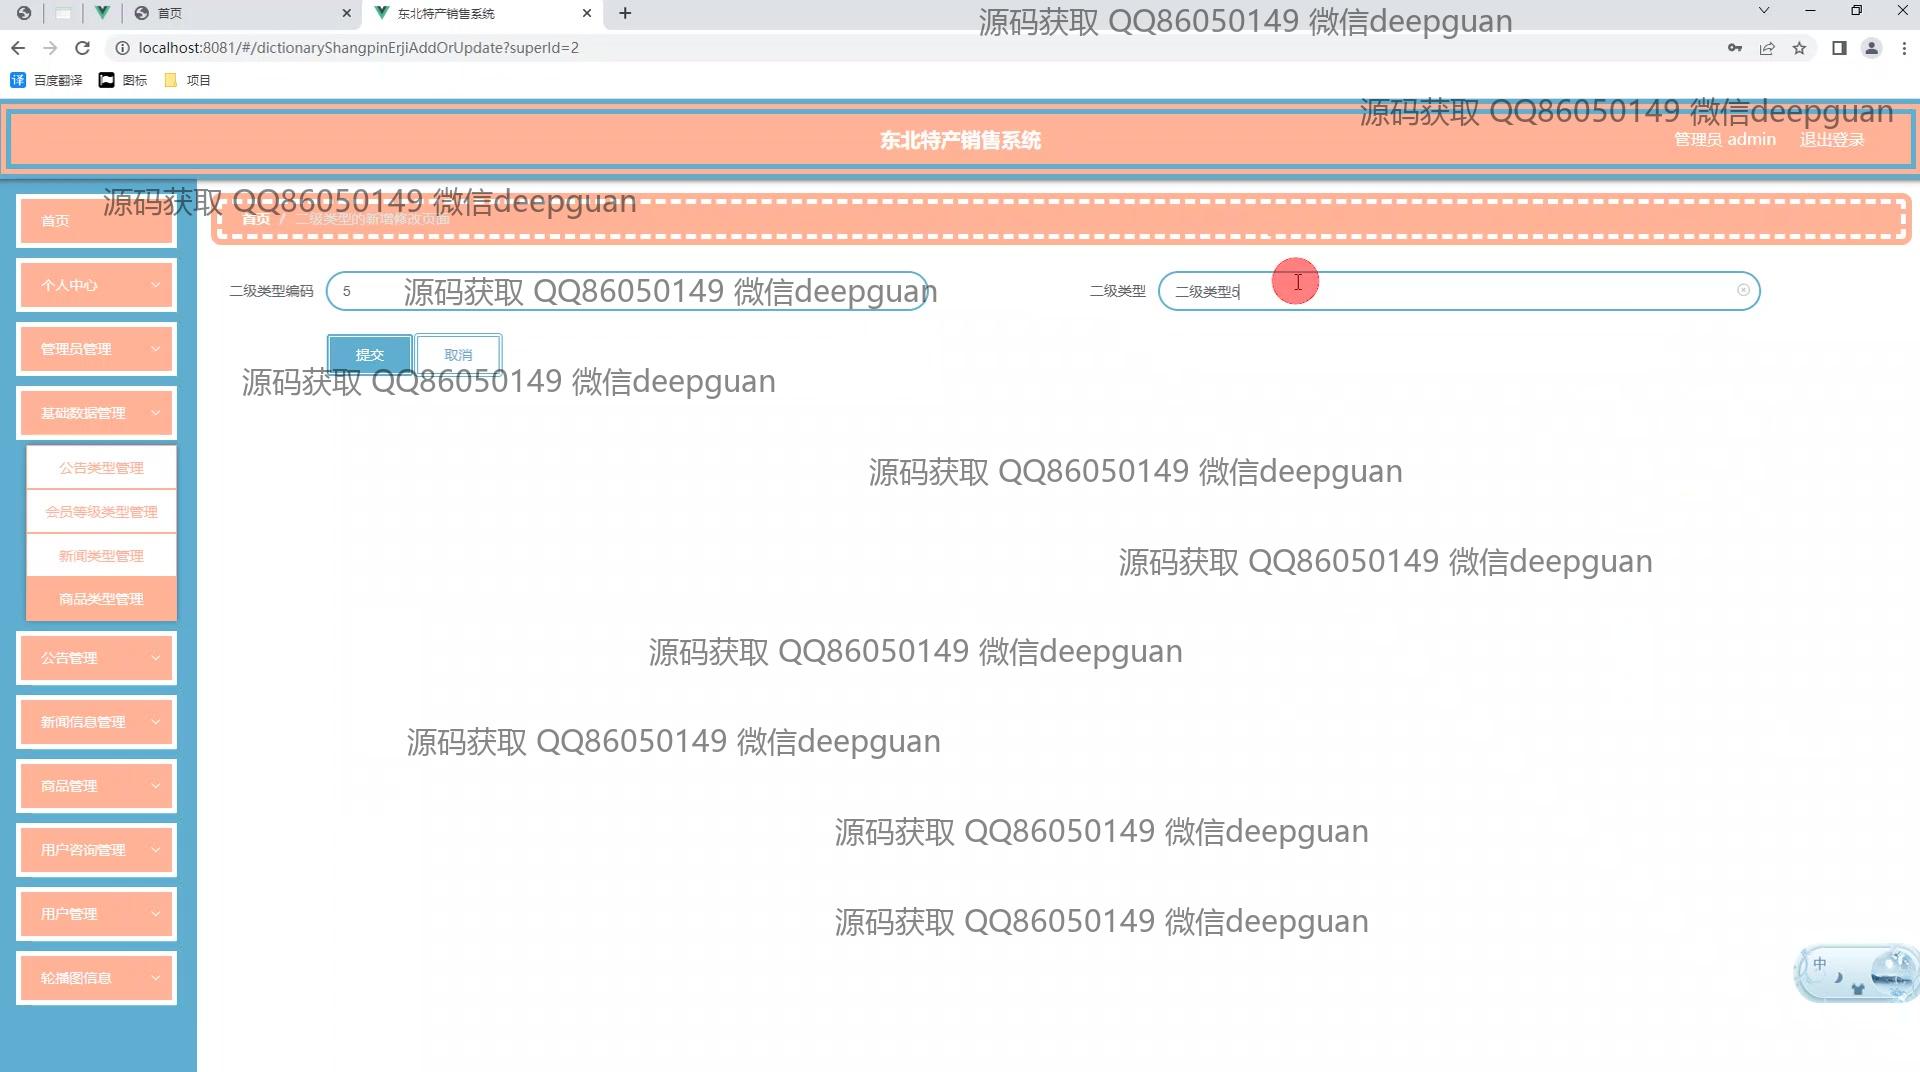 首页
东北特产销售系统
源码获取 QQ86050149 微信deepguan
localhost:8081/#/dictionaryShangpinErjiAddOrUpdate?superId=2
译 百度翻译 图标 项目
源码获取 QQ86050149 微信deepguan
东北特产销售系统
管理员 admin 退出登录
源码获取 QQ86050149 微信deepguan
首页 / 二级类型的新增修改页面
首页
个人中心
管理员管理
基础数据管理
公告类型管理
会员等级类型管理
新闻类型管理
商品类型管理
公告管理
新闻信息管理
商品管理
用户咨询管理
用户管理
轮播图信息
二级类型编码 5
源码获取 QQ86050149 微信deepguan
二级类型 二级类型5
提交 取消
源码获取 QQ86050149 微信deepguan
源码获取 QQ86050149 微信deepguan
源码获取 QQ86050149 微信deepguan
源码获取 QQ86050149 微信deepguan
源码获取 QQ86050149 微信deepguan
源码获取 QQ86050149 微信deepguan
源码获取 QQ86050149 微信deepguan
中